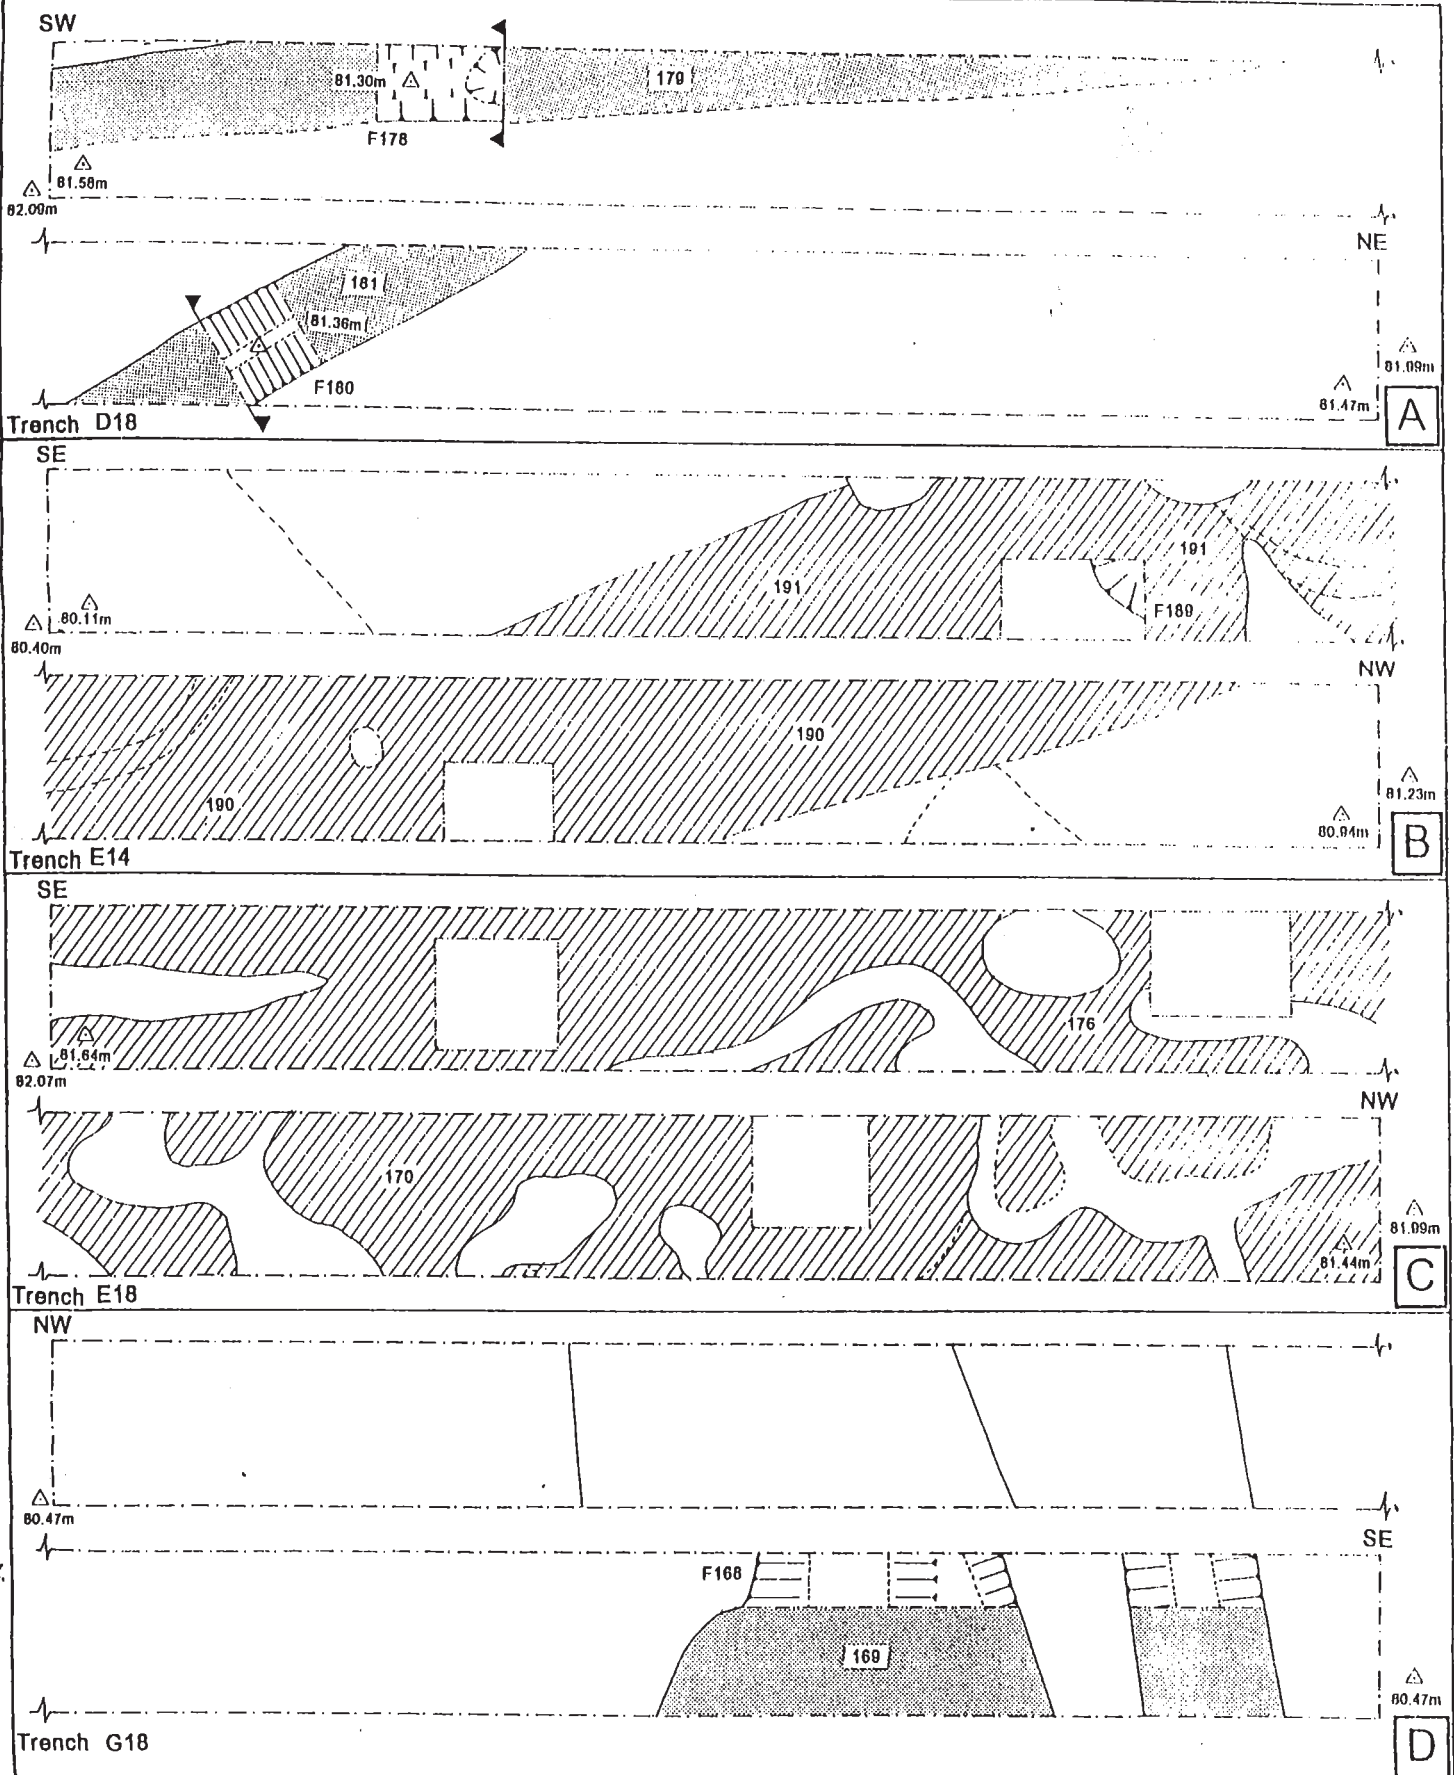 SW
81.30m
179
F178
81.58m
82.09m
NE
181
81.36m
F180
81.09m
81.47m
Trench D18
A
SE
191
191
F189
80.11m
80.40m
NW
190
190
81.23m
80.94m
Trench E14
B
SE
176
81.64m
82.07m
NW
170
81.09m
81.44m
Trench E18
C
NW
80.47m
SE
F168
169
80.47m
Trench G18
D